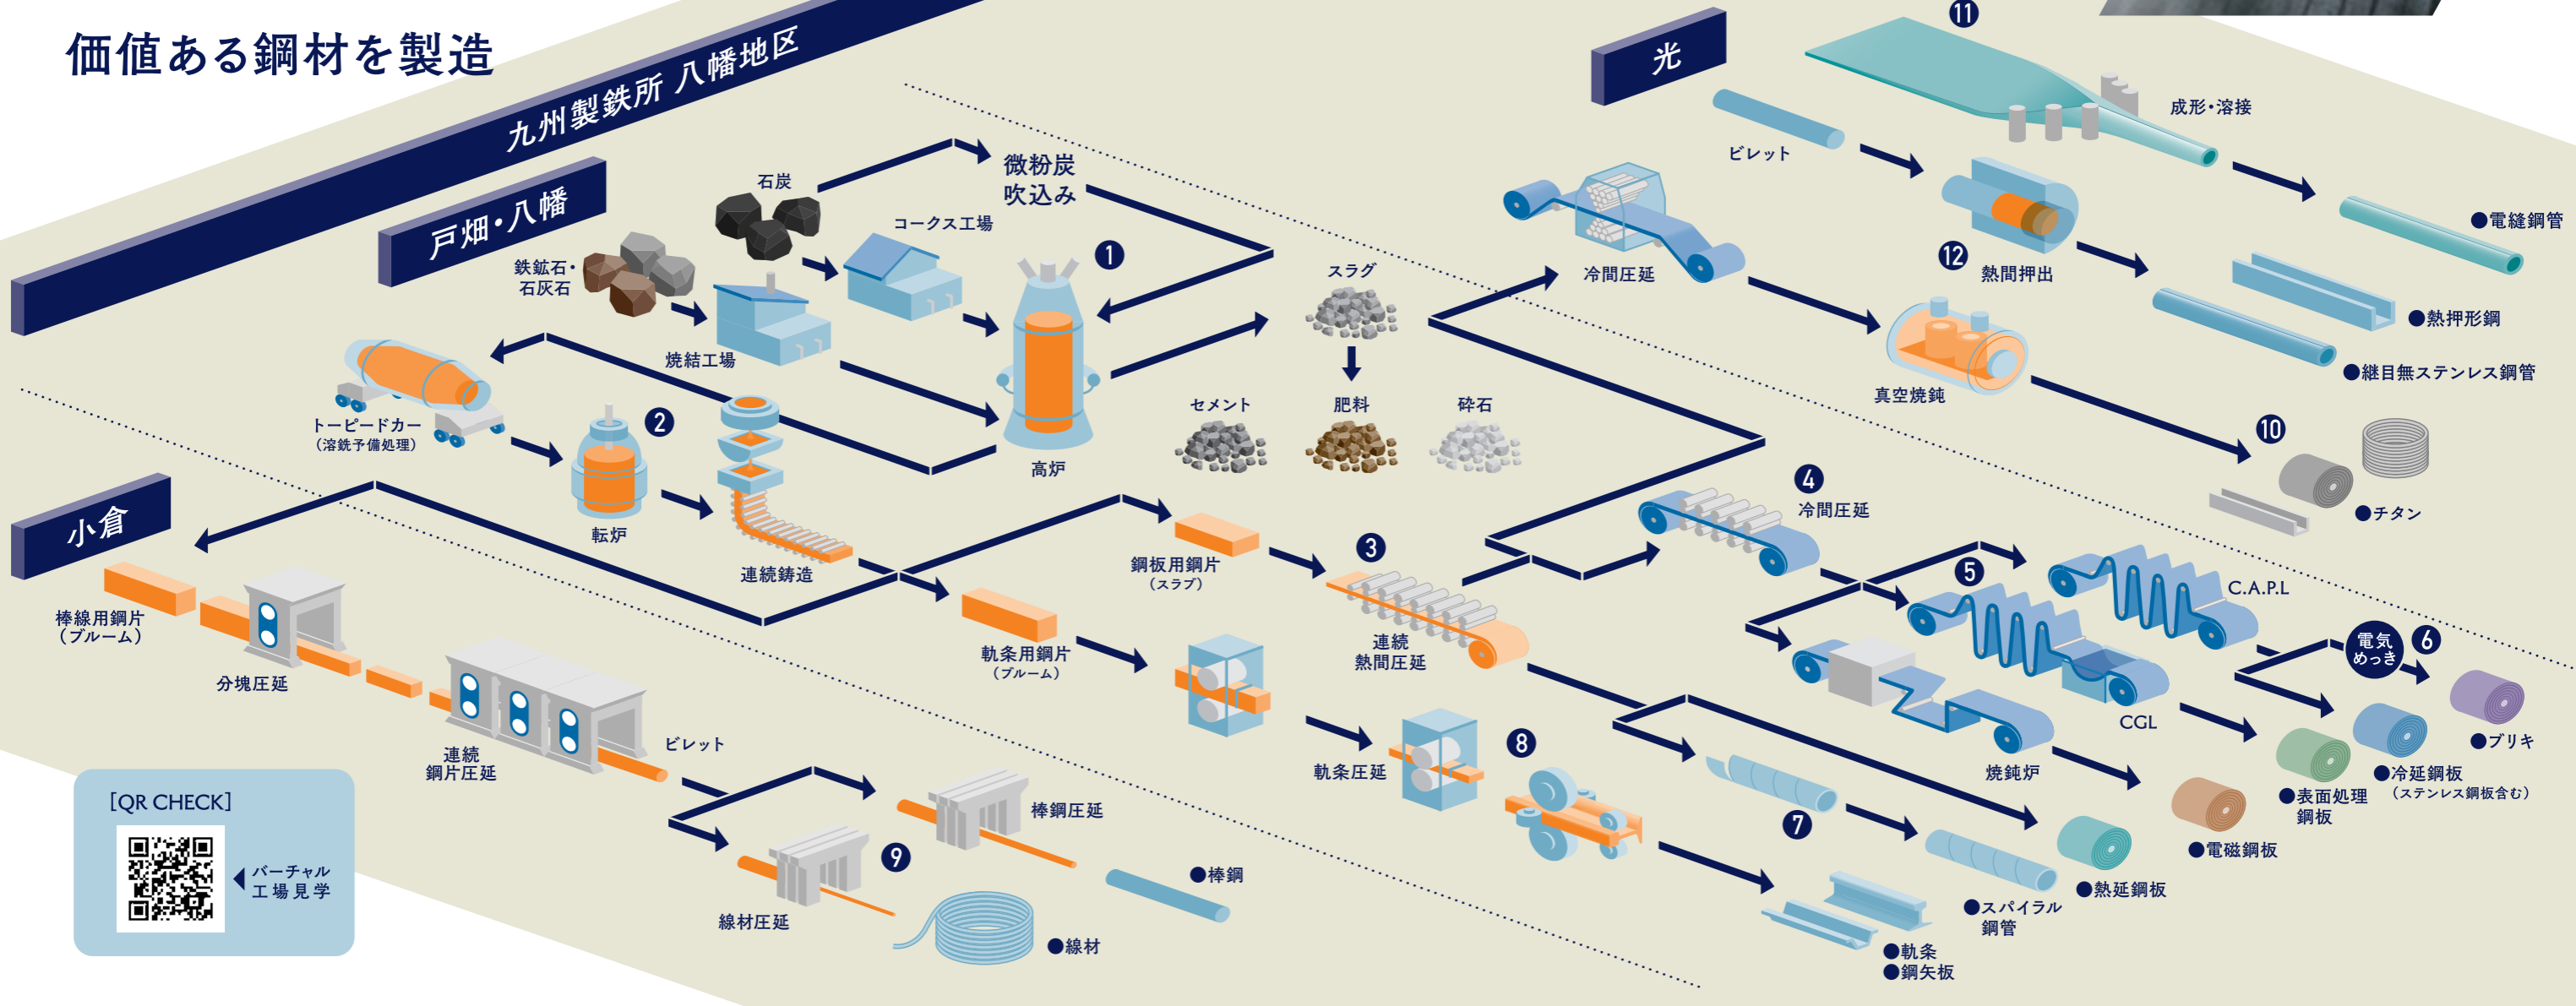 価値ある鋼材を製造
九州製鉄所 八幡地区
戸畑・八幡
鉄鉱石・
石灰石
石炭
微粉炭
吹込み
コークス工場
焼結工場
1
高炉
スラグ
セメント
肥料
砕石
トーピードカー
（溶銑予備処理）
2
転炉
連続鋳造
鋼板用鋼片
（スラブ）
3
連続
熱間圧延
4
冷間圧延
5
C.A.P.L
CGL
焼鈍炉
電気
めっき
6
●ブリキ
●冷延鋼板
（ステンレス鋼板含む）
●表面処理
鋼板
●電磁鋼板
●熱延鋼板
7
●スパイラル
鋼管
軌条用鋼片
（ブルーム）
軌条圧延
8
●軌条
●鋼矢板
小倉
棒線用鋼片
（ブルーム）
分塊圧延
連続
鋼片圧延
ビレット
棒鋼圧延
9
線材圧延
●棒鋼
●線材
光
ビレット
11
成形・溶接
●電縫鋼管
12
熱間押出
●熱押形鋼
●継目無ステンレス鋼管
冷間圧延
真空焼鈍
10
●チタン
[QR CHECK]
バーチャル
工場見学